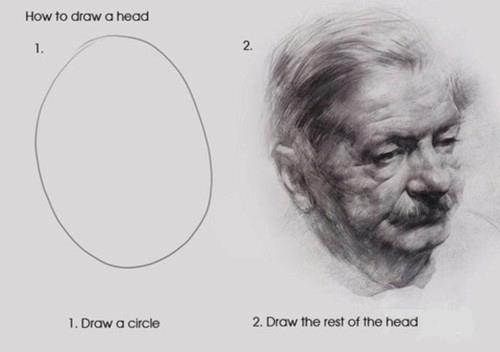 How to draw a head
1.
2.
1. Draw a circle
2. Draw the rest of the head